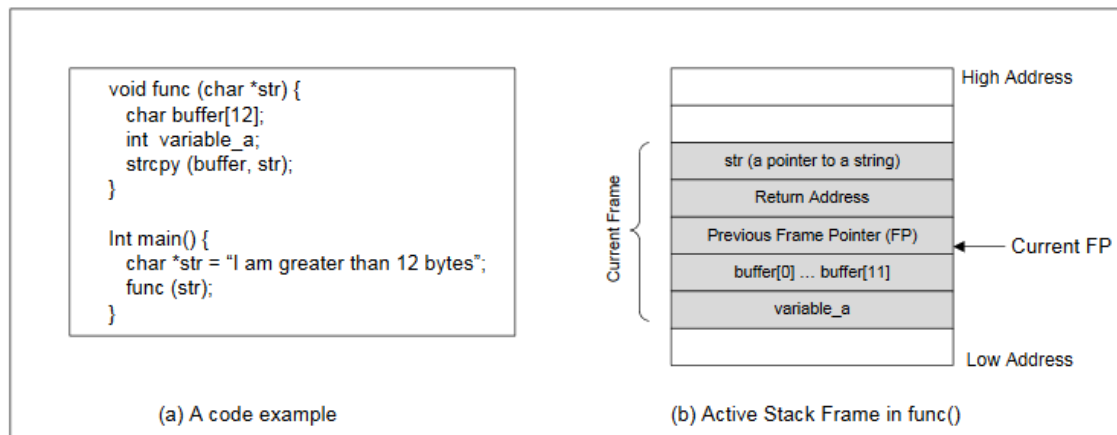 void func (char *str) {
char buffer[12];
int variable_a;
strcpy (buffer, str);
}
Int main() {
char *str = “I am greater than 12 bytes”;
func (str);
}
(a) A code example
High Address
Current Frame
str (a pointer to a string)
Return Address
Previous Frame Pointer (FP)
Current FP
buffer[0] ... buffer[11]
variable_a
Low Address
(b) Active Stack Frame in func()